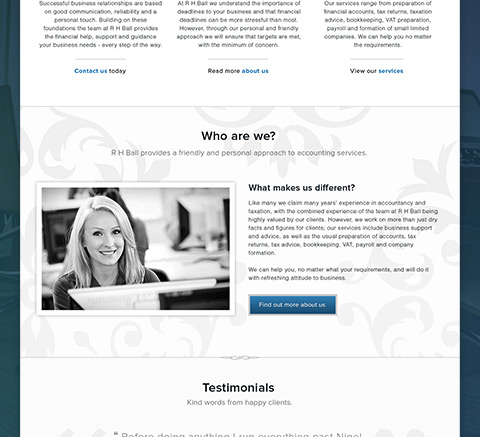 Successful business relationships are based
on good communication, reliability and a
personal touch. Building on these
foundations the team at R H Ball provides
the financial help, support and guidance
your business needs - every step of the way.
Contact us today
At R H Ball we understand the importance of
deadlines to your business and the financial
deadlines can be more stressful than most.
However, through our personal and friendly
approach we will ensure that targets are met,
with the minimum of concern.
Read more about us
Our services range from preparation of
financial accounts, tax returns, taxation
advice, bookkeeping, VAT preparation,
payroll and formation of small limited
companies. We can help you no matter
the requirements.
View our services
Who are we?
R H Ball provides a friendly and personal approach to accounting services.
What makes us different?
Like many we claim many years' experience in accountancy and
taxation, with the combined experience of the team at R H Ball being
highly valued by our clients. However, we work on more than just dry
facts and figures for clients; our services include business support
and advice, as well as the usual preparation of accounts, tax
returns, tax advice, bookkeeping, VAT, payroll and company
formation.
We can help you, no matter what your requirements, and will do it
with refreshing attitude to business.
Find out more about us
Testimonials
Kind words from happy clients.
“ Before doing anything I run everything past Nigel